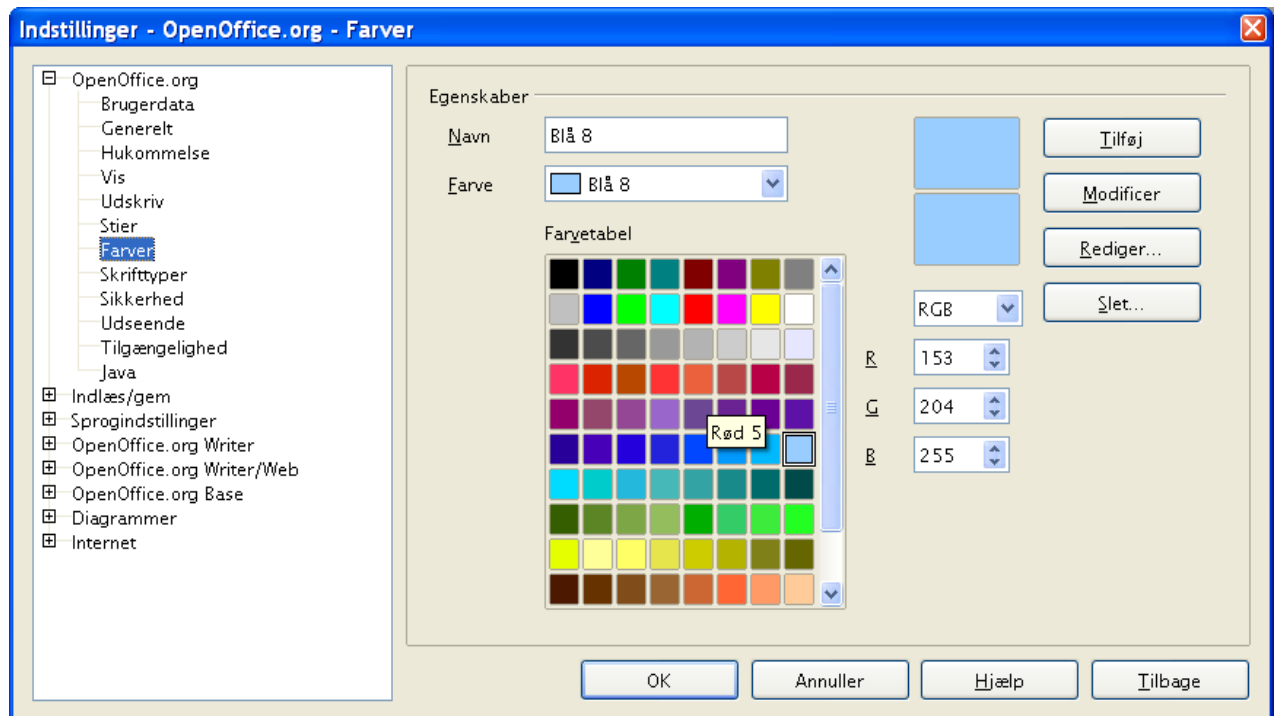 Indstillinger - OpenOffice.org - Farver
OpenOffice.org
Brugerdata
Generelt
Hukommelse
Vis
Udskriv
Stier
Farver
Skrifttyper
Sikkerhed
Udseende
Tilgængelighed
Java
Indlæs/gem
Sprogindstillinger
OpenOffice.org Writer
OpenOffice.org Writer/Web
OpenOffice.org Base
Diagrammer
Internet
Egenskaber
Navn
Blå 8
Farve
Blå 8
Farvetabel
Rød 5
RGB
R
153
G
204
B
255
Tilføj
Modificer
Rediger...
Slet...
OK
Annuller
Hjælp
Tilbage